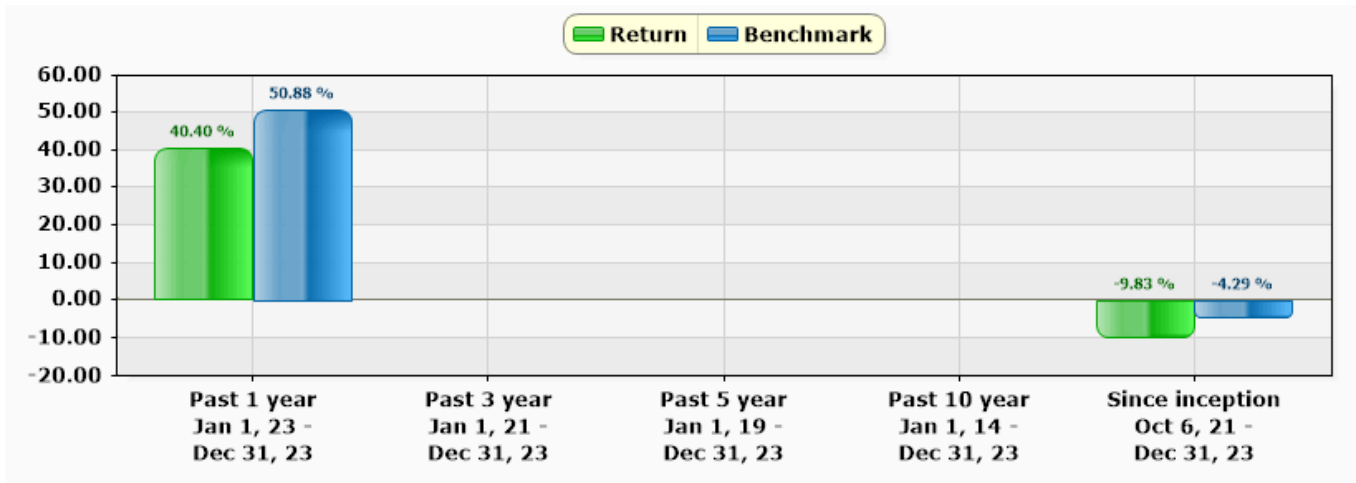 Return Benchmark
60.00
50.00
40.00
30.00
20.00
10.00
0.00
-10.00
-20.00
40.40 %
50.88 %
-9.83 %
-4.29 %
Past 1 year
Jan 1, 23 -
Dec 31, 23
Past 3 year
Jan 1, 21 -
Dec 31, 23
Past 5 year
Jan 1, 19 -
Dec 31, 23
Past 10 year
Jan 1, 14 -
Dec 31, 23
Since inception
Oct 6, 21 -
Dec 31, 23